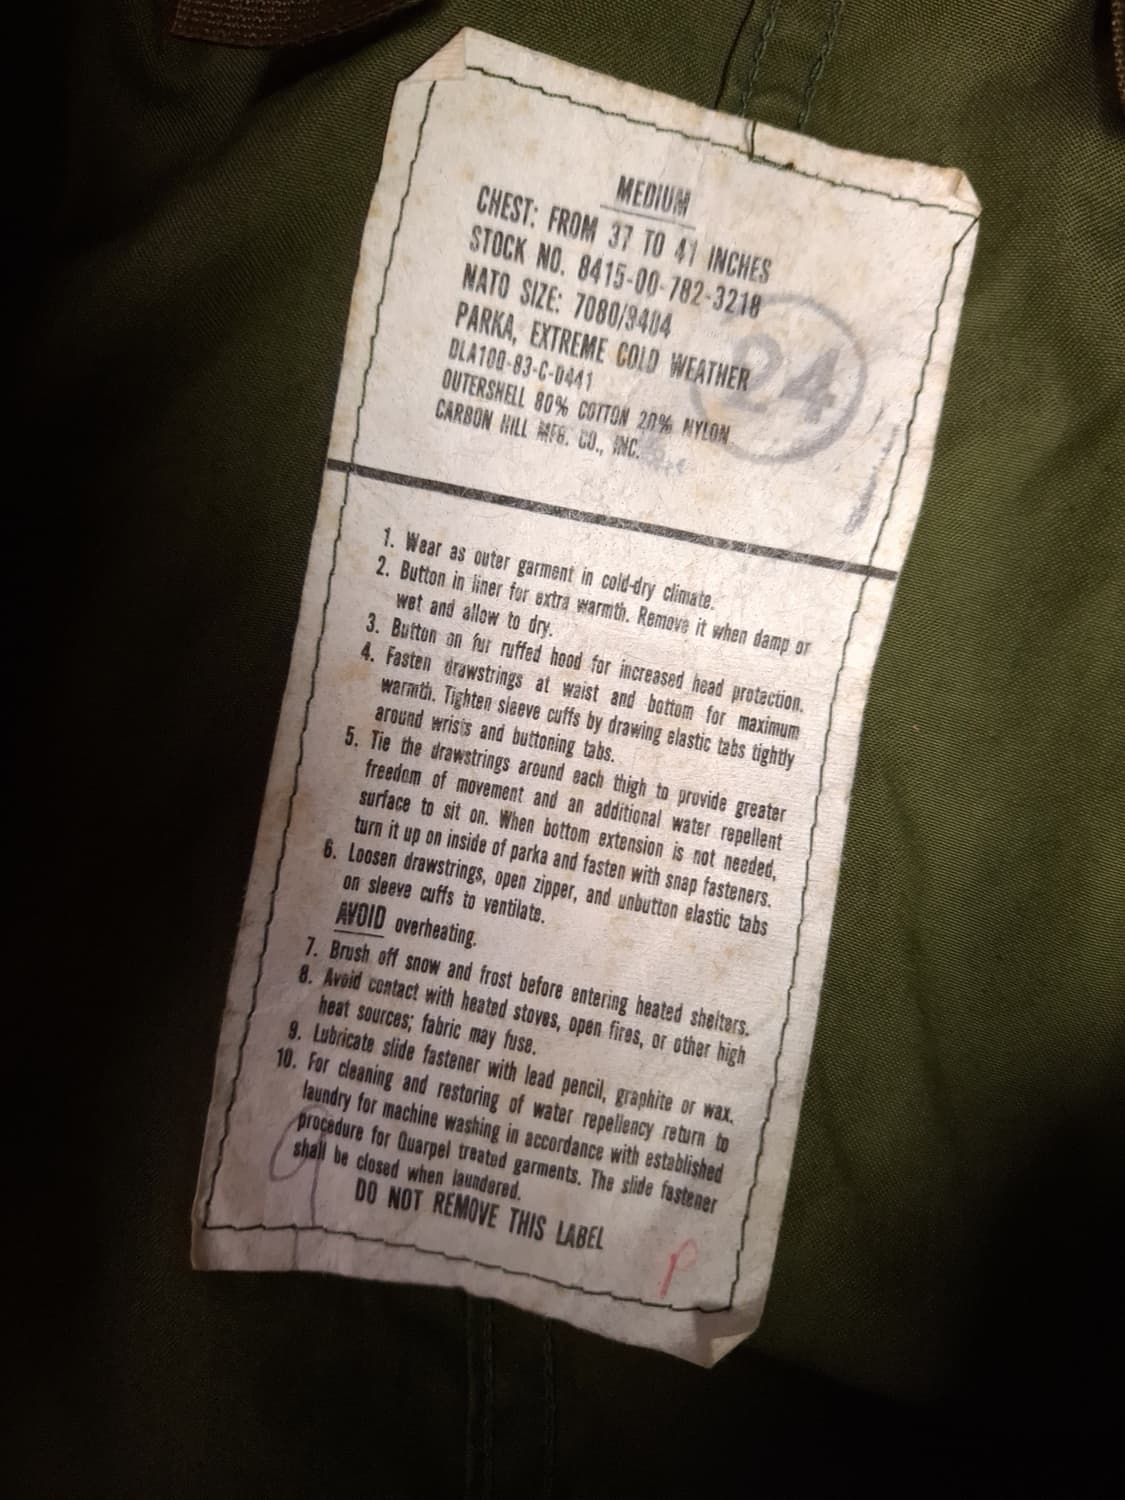 MEDIUM
CHEST: FROM 37 TO 41 INCHES
STOCK NO. 8415-00-782-3218
NATO SIZE: 7080/9404
PARKA, EXTREME COLD WEATHER
DLA100-83-C-0441
OUTERSHELL 80% COTTON 20% NYLON
CARBON HILL MFG. CO., INC.
24
1. Wear as outer garment in cold-dry climate.
2. Button in liner for extra warmth. Remove it when damp or
wet and allow to dry.
3. Button on fur ruffed hood for increased head protection.
4. Fasten drawstrings at waist and bottom for maximum
warmth. Tighten sleeve cuffs by drawing elastic tabs tightly
around wrists and buttoning tabs.
5. Tie the drawstrings around each thigh to provide greater
freedom of movement and an additional water repellent
surface to sit on. When bottom extension is not needed,
turn it up on inside of parka and fasten with snap fasteners.
6. Loosen drawstrings, open zipper, and unbutton elastic tabs
on sleeve cuffs to ventilate.
AVOID overheating.
7. Brush off snow and frost before entering heated shelters.
8. Avoid contact with heated stoves, open fires, or other high
heat sources; fabric may fuse.
9. Lubricate slide fastener with lead pencil, graphite or wax.
10. For cleaning and restoring of water repellency return to
laundry for machine washing in accordance with established
procedure for Quarpel treated garments. The slide fastener
shall be closed when laundered.
DO NOT REMOVE THIS LABEL
9
P